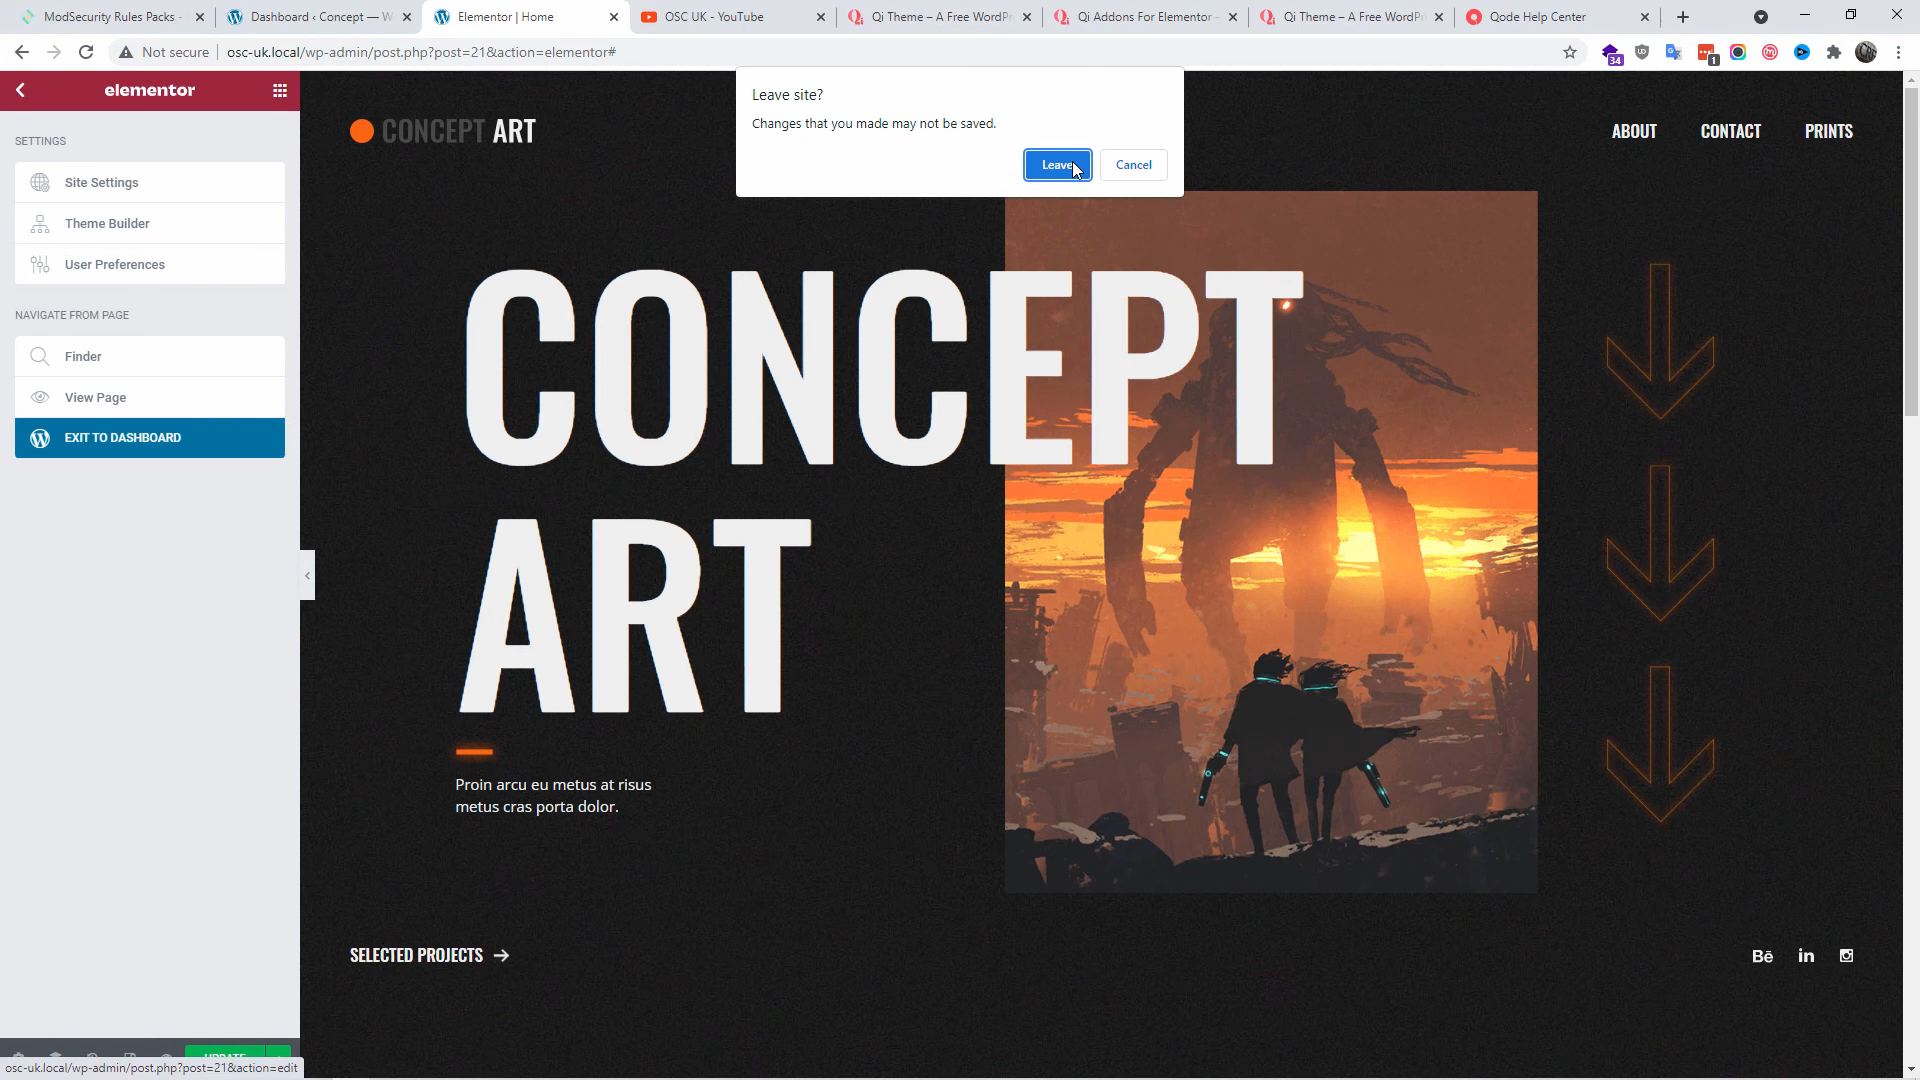 ModSecurity Rules Packs -
Dashboard ‹ Concept — W
Elementor | Home
OSC UK - YouTube
Qi Theme – A Free WordPr
Qi Addons For Elementor -
Qi Theme – A Free WordPr
Qode Help Center
Not secure
osc-uk.local/wp-admin/post.php?post=21&action=elementor#
34
1
elementor
SETTINGS
Site Settings
Theme Builder
User Preferences
NAVIGATE FROM PAGE
Finder
View Page
EXIT TO DASHBOARD
UPDATE
osc-uk.local/wp-admin/post.php?post=21&action=edit
Leave site?
Changes that you made may not be saved.
Leave
Cancel
CONCEPT ART
ABOUT
CONTACT
PRINTS
CONCEPT
ART
Proin arcu eu metus at risus
metus cras porta dolor.
SELECTED PROJECTS →
Bē
in